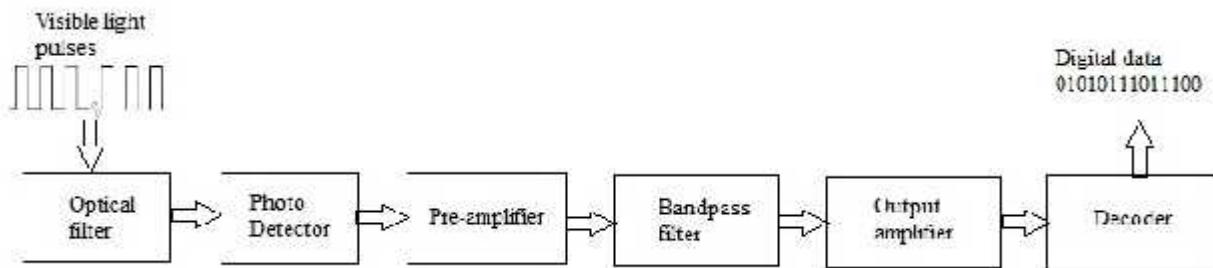 Visible light
pulses
Digital data
01010111011100
Optical
filter
Photo
Detector
Pre-amplifier
Bandpass
filter
Output
amplifier
Decoder